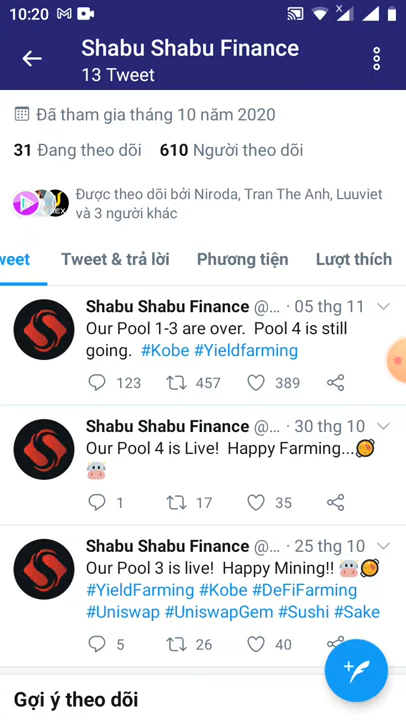 10:20
Shabu Shabu Finance
13 Tweet
Đã tham gia tháng 10 năm 2020
31 Đang theo dõi 610 Người theo dõi
Được theo dõi bởi Niroda, Tran The Anh, Luuviet
và 3 người khác
weet Tweet & trả lời Phương tiện Lượt thích
Shabu Shabu Finance @... · 05 thg 11
Our Pool 1-3 are over. Pool 4 is still
going. #Kobe #Yieldfarming
123 457 389
Shabu Shabu Finance @... · 30 thg 10
Our Pool 4 is Live! Happy Farming...
1 17 35
Shabu Shabu Finance @... · 25 thg 10
Our Pool 3 is live! Happy Mining!!
#YieldFarming #Kobe #DeFiFarming
#Uniswap #UniswapGem #Sushi #Sake
5 26 40
Gợi ý theo dõi